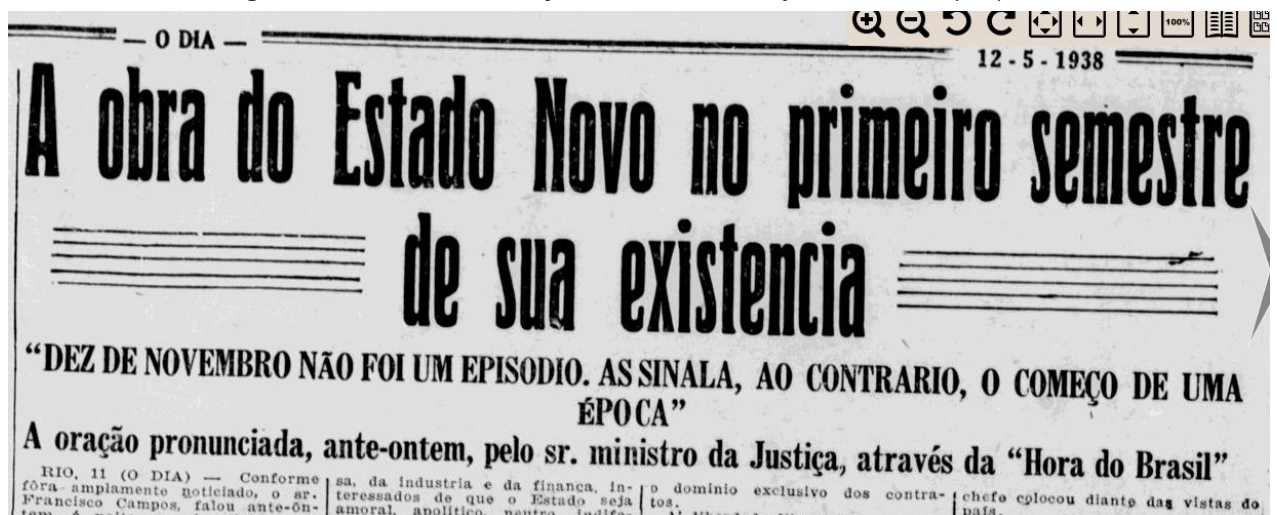 100%
— O DIA —
12 - 5 - 1938
A obra do Estado Novo no primeiro semestre
de sua existencia
“DEZ DE NOVEMBRO NÃO FOI UM EPISODIO. ASSINALA, AO CONTRARIO, O COMEÇO DE UMA
ÉPOCA”
A oração pronunciada, ante-ontem, pelo sr. ministro da Justiça, através da “Hora do Brasil”
RIO, 11 (O DIA) — Conforme
fôra amplamente noticiado, o sr.
Francisco Campos, falou ante-ôn-
sa, da industria e da finança, in-
teressados de que o Estado seja
amoral, apolitico, neutro,
o dominio exclusivo dos contra-
tos.
chefe colocou diante das vistas do
país.